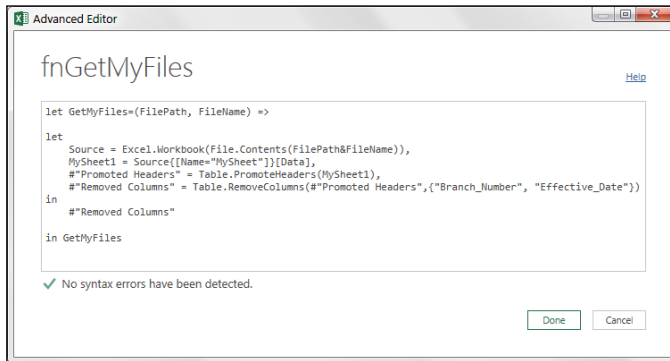 Advanced Editor
fnGetMyFiles
Help
let GetMyFiles=(FilePath, FileName) =>
let
Source = Excel.Workbook(File.Contents(FilePath&FileName)),
MySheet1 = Source{[Name="MySheet"]}[Data],
#"Promoted Headers" = Table.PromoteHeaders(MySheet1),
#"Removed Columns" = Table.RemoveColumns(#"Promoted Headers",{"Branch_Number", "Effective_Date"})
in
#"Removed Columns"
in GetMyFiles
No syntax errors have been detected.
Done Cancel